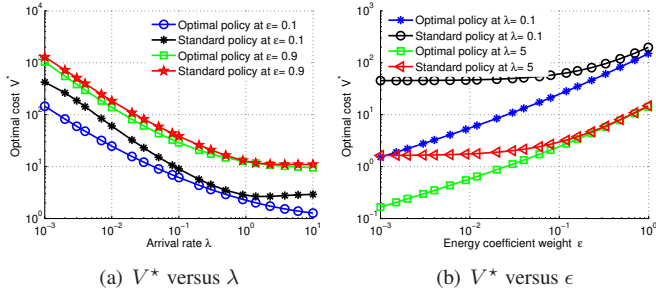 Optimal policy at ε= 0.1
Standard policy at ε= 0.1
Optimal policy at ε= 0.9
Standard policy at ε= 0.9
Optimal cost V*
10^4
10^3
10^2
10^1
10^0
10^-3
10^-2
10^-1
10^0
10^1
Arrival rate λ
(a) V* versus λ
Optimal policy at λ= 0.1
Standard policy at λ= 0.1
Optimal policy at λ= 5
Standard policy at λ= 5
Optimal cost V*
10^3
10^2
10^1
10^0
10^-1
10^-3
10^-2
10^-1
10^0
Energy coefficient weight ε
(b) V* versus ϵ